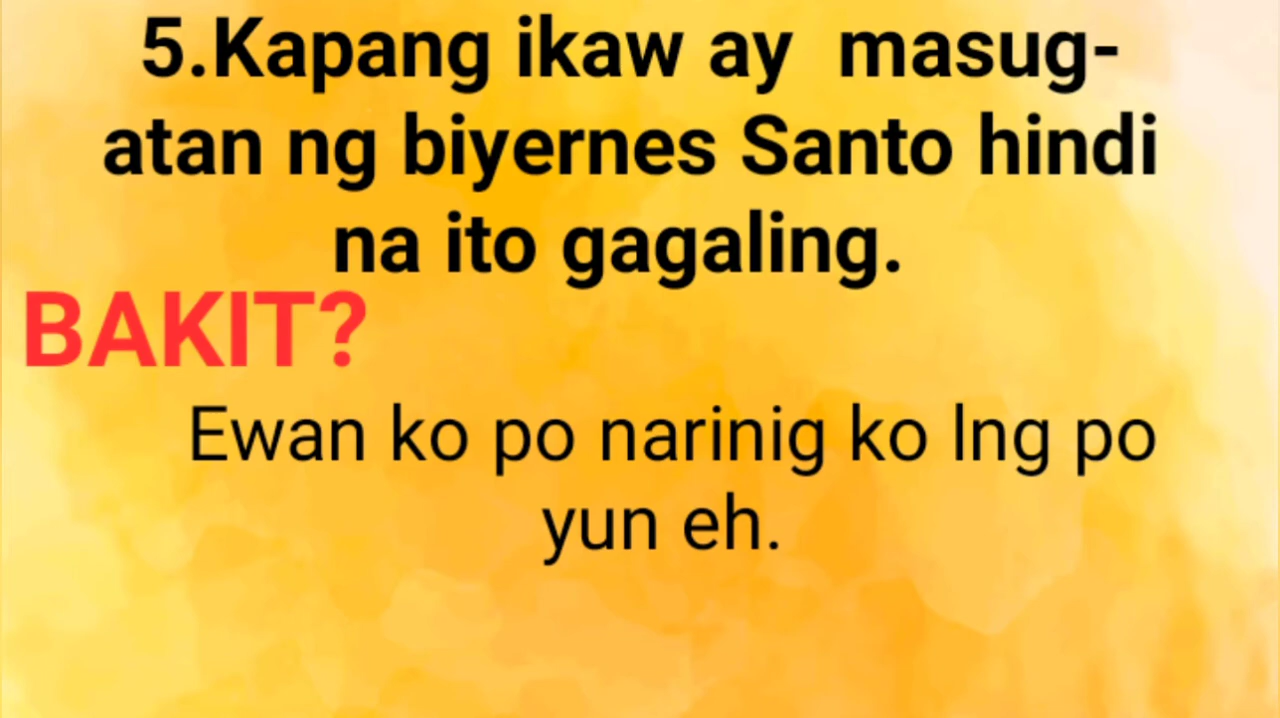 5.Kapang ikaw ay masug-
atan ng biyernes Santo hindi
na ito gagaling.
BAKIT?
Ewan ko po narinig ko lng po
yun eh.